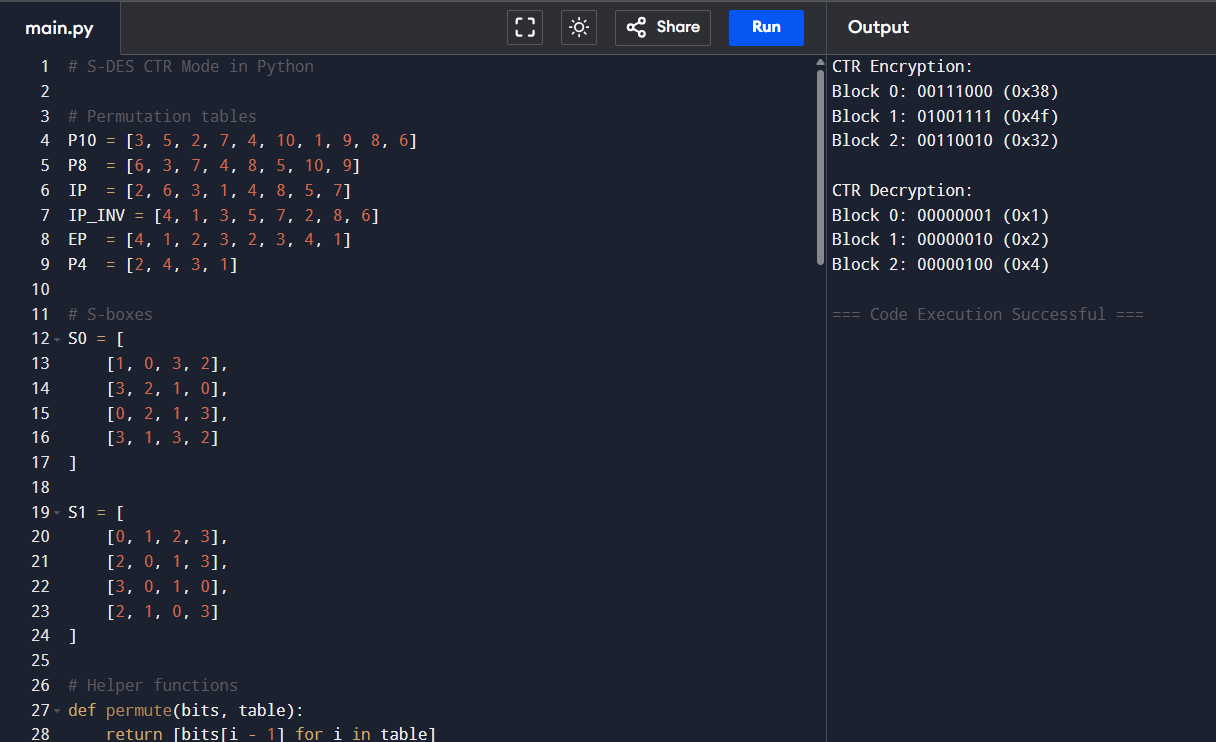 main.py
Share
Run
Output
1 # S-DES CTR Mode in Python
2
3 # Permutation tables
4 P10 = [3, 5, 2, 7, 4, 10, 1, 9, 8, 6]
5 P8  = [6, 3, 7, 4, 8, 5, 10, 9]
6 IP  = [2, 6, 3, 1, 4, 8, 5, 7]
7 IP_INV = [4, 1, 3, 5, 7, 2, 8, 6]
8 EP  = [4, 1, 2, 3, 2, 3, 4, 1]
9 P4  = [2, 4, 3, 1]
10
11 # S-boxes
12 S0 = [
13     [1, 0, 3, 2],
14     [3, 2, 1, 0],
15     [0, 2, 1, 3],
16     [3, 1, 3, 2]
17 ]
18
19 S1 = [
20     [0, 1, 2, 3],
21     [2, 0, 1, 3],
22     [3, 0, 1, 0],
23     [2, 1, 0, 3]
24 ]
25
26 # Helper functions
27 def permute(bits, table):
28     return [bits[i - 1] for i in table]
CTR Encryption:
Block 0: 00111000 (0x38)
Block 1: 01001111 (0x4f)
Block 2: 00110010 (0x32)
CTR Decryption:
Block 0: 00000001 (0x1)
Block 1: 00000010 (0x2)
Block 2: 00000100 (0x4)
=== Code Execution Successful ===